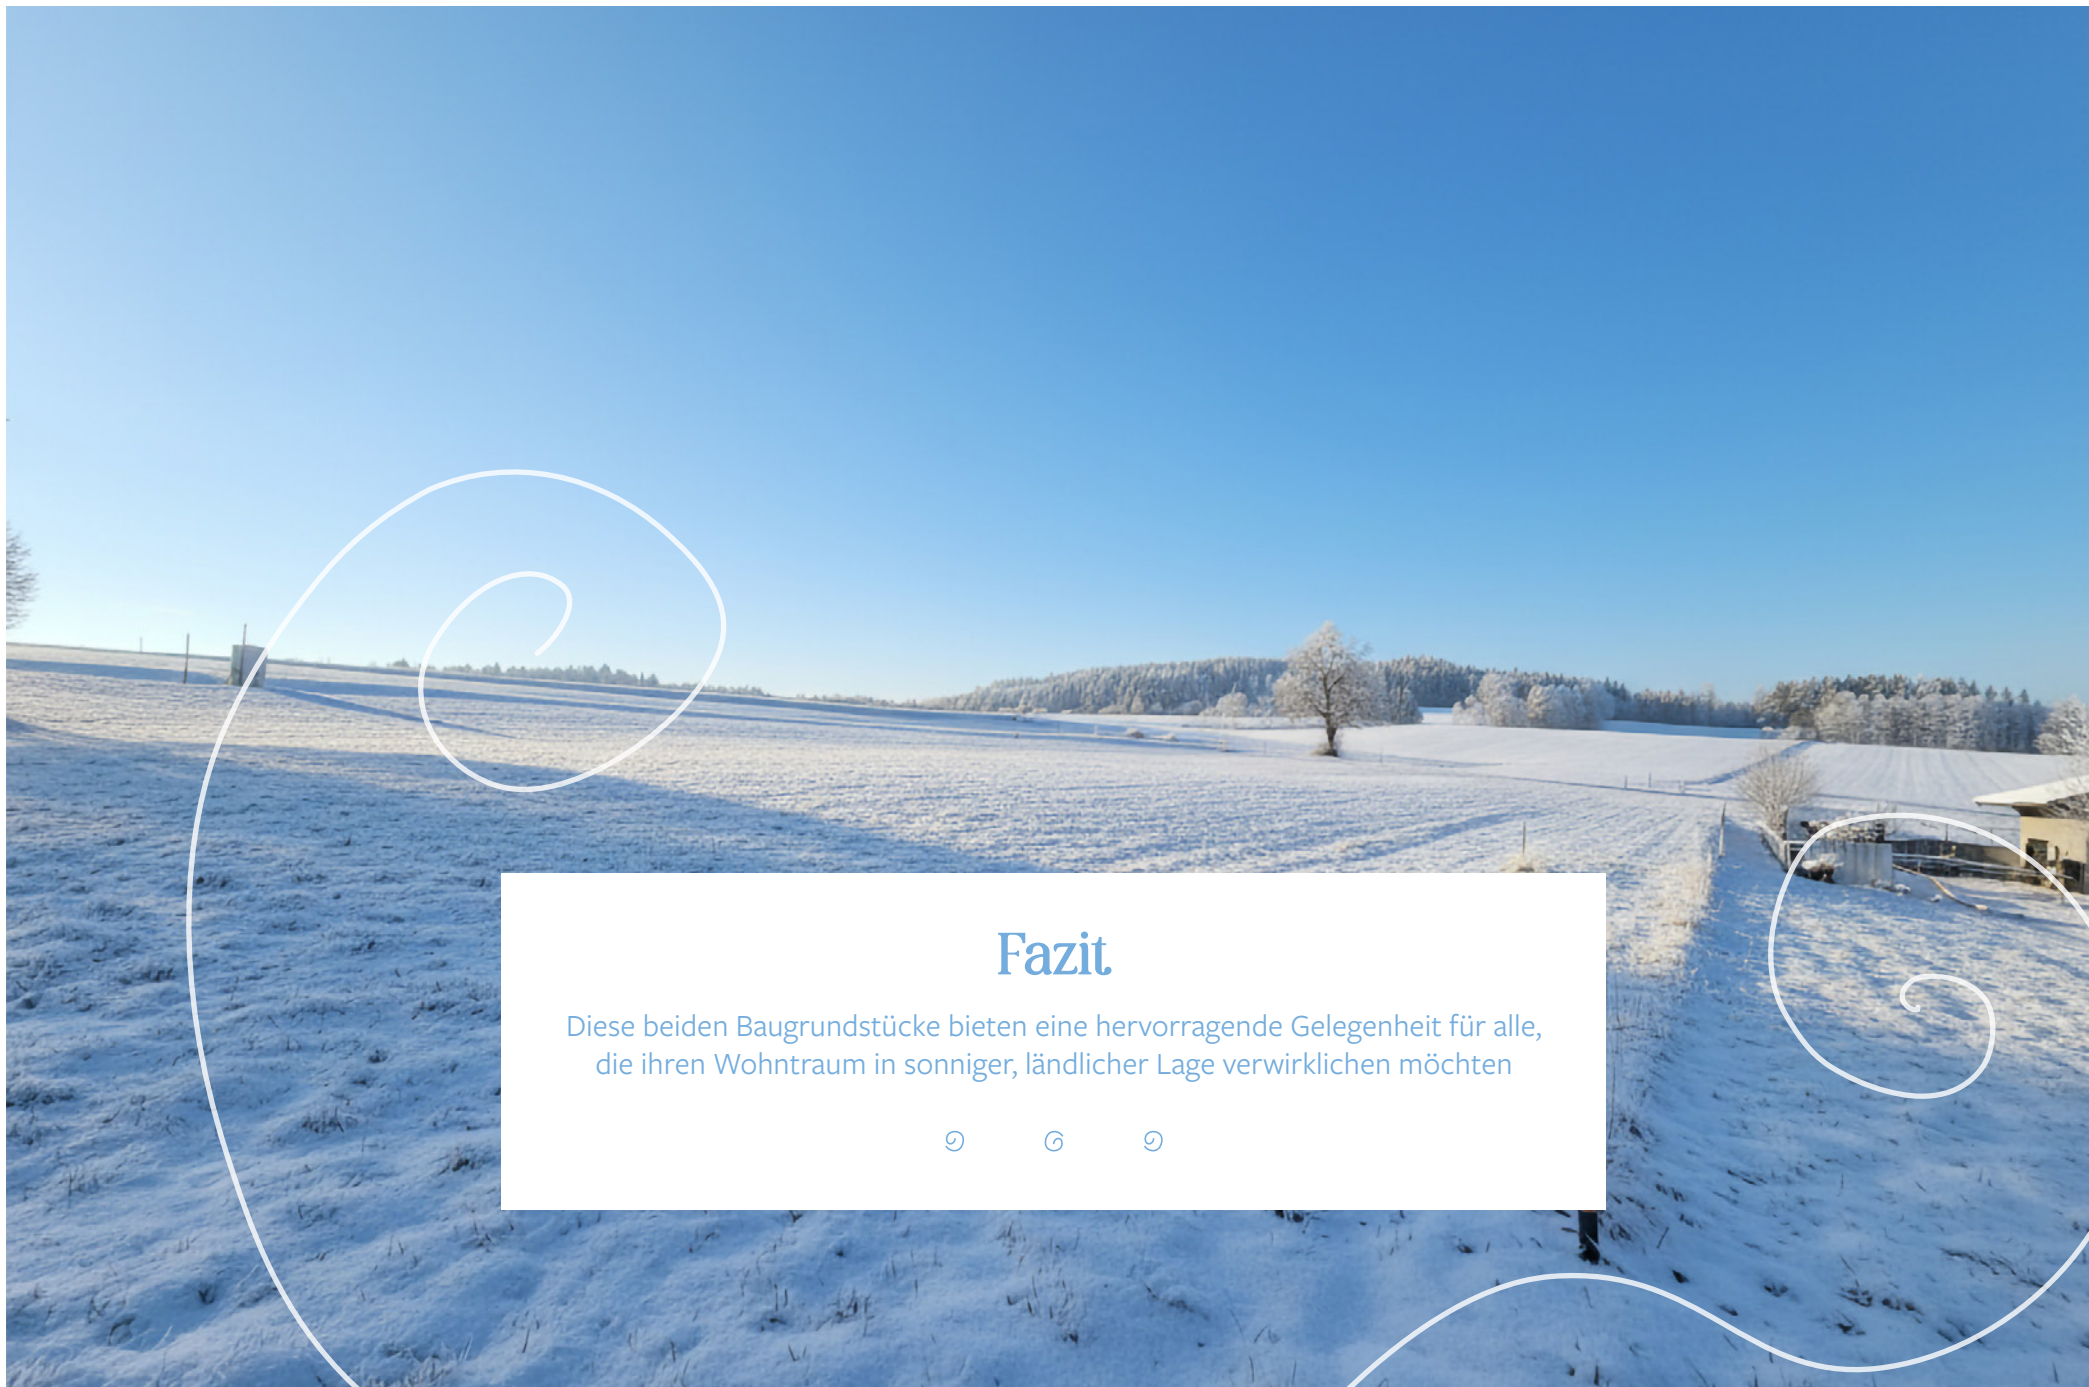 Fazit
Diese beiden Baugrundstücke bieten eine hervorragende Gelegenheit für alle,
die ihren Wohntraum in sonniger, ländlicher Lage verwirklichen möchten